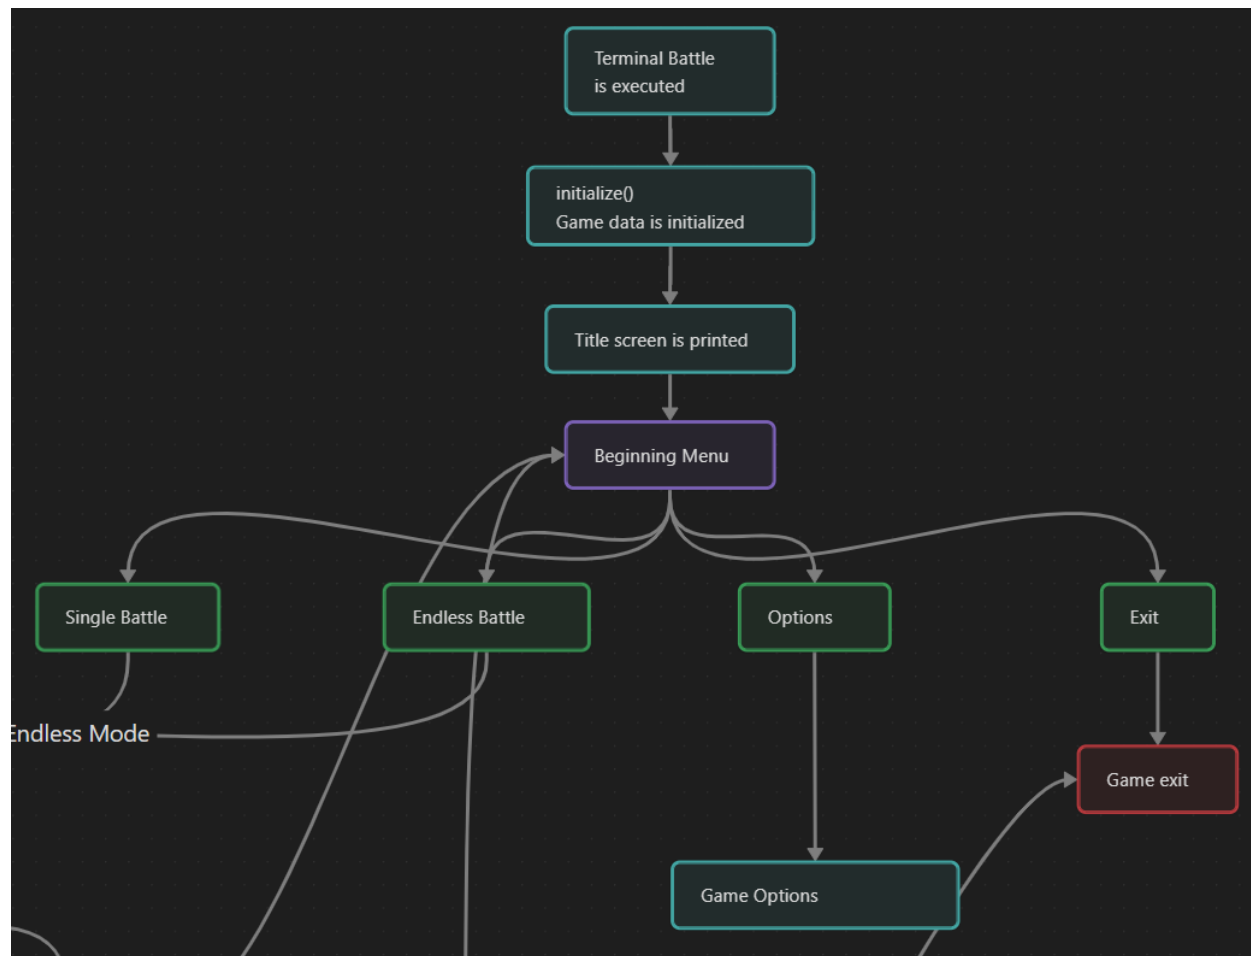 Terminal Battle
is executed
initialize()
Game data is initialized
Title screen is printed
Beginning Menu
Single Battle
Endless Battle
Options
Exit
Endless Mode
Game exit
Game Options